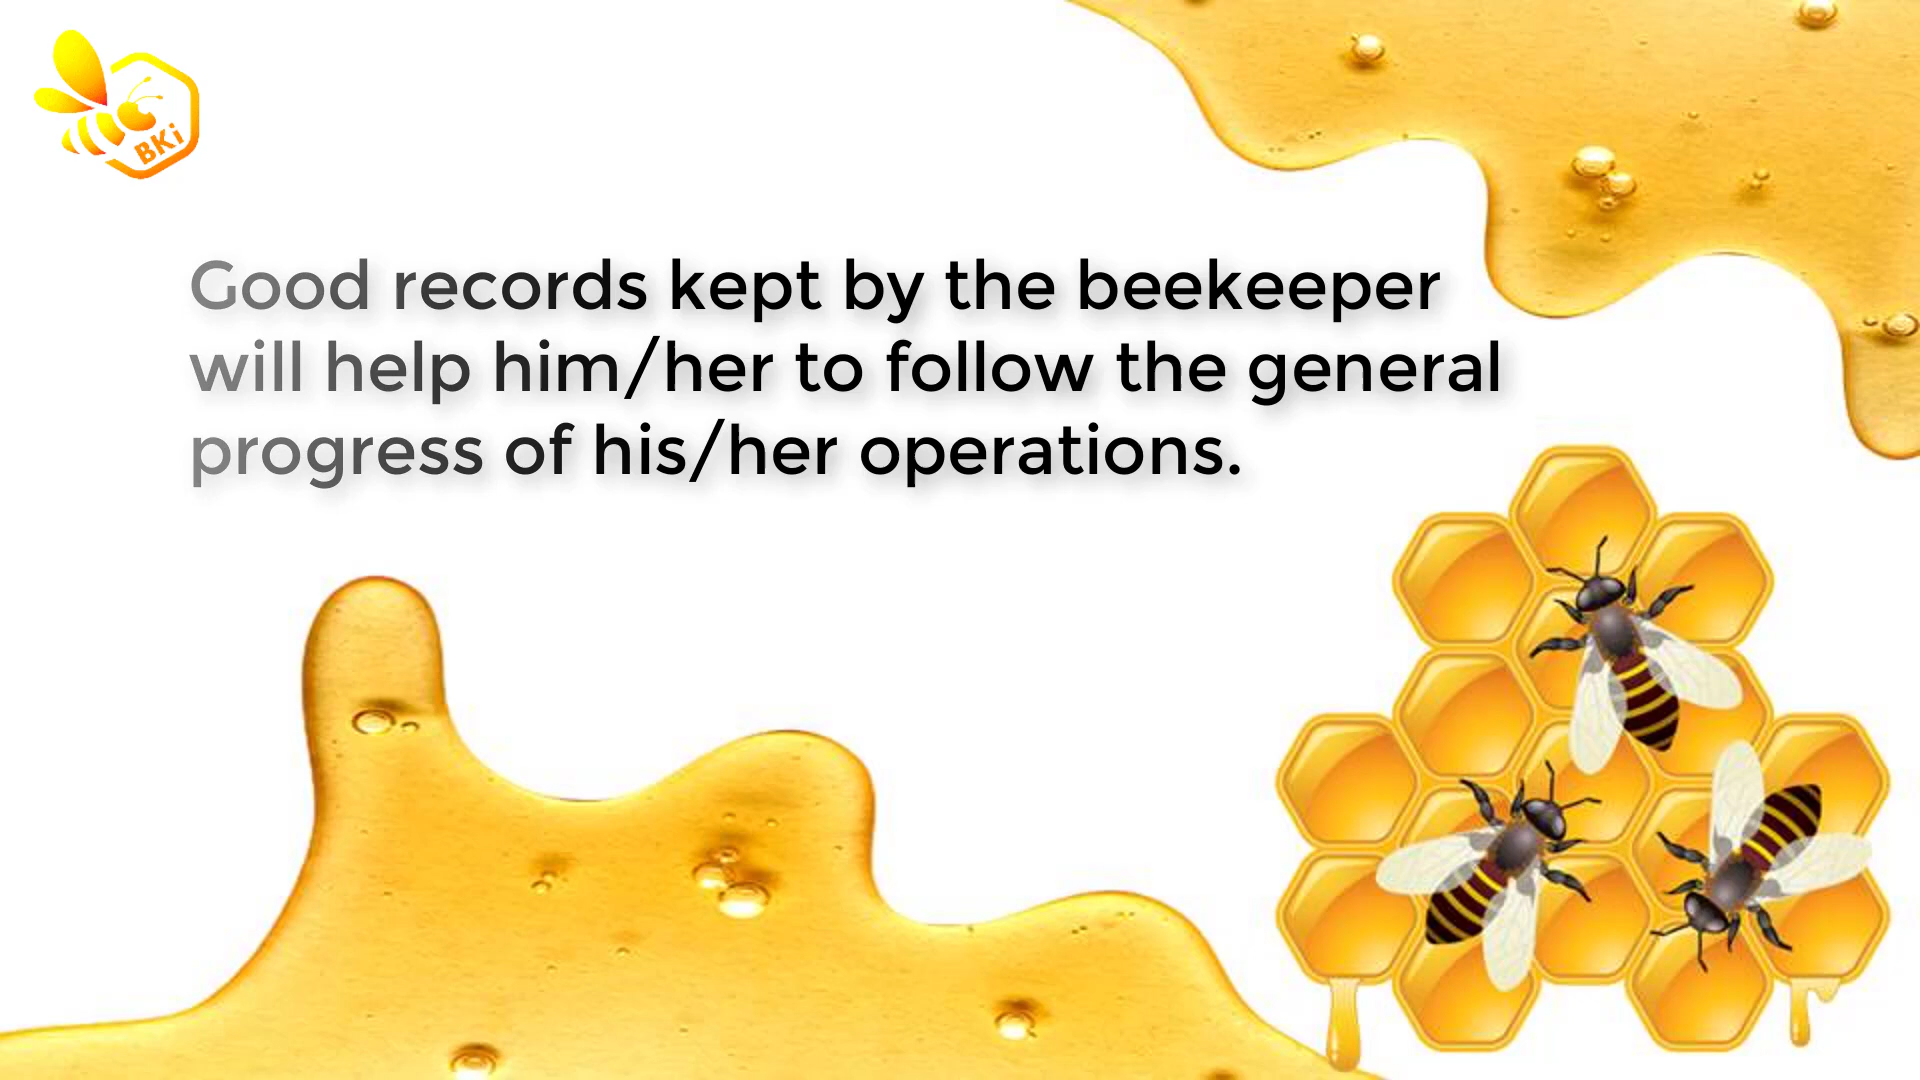 BKi
Good records kept by the beekeeper
will help him/her to follow the general
progress of his/her operations.